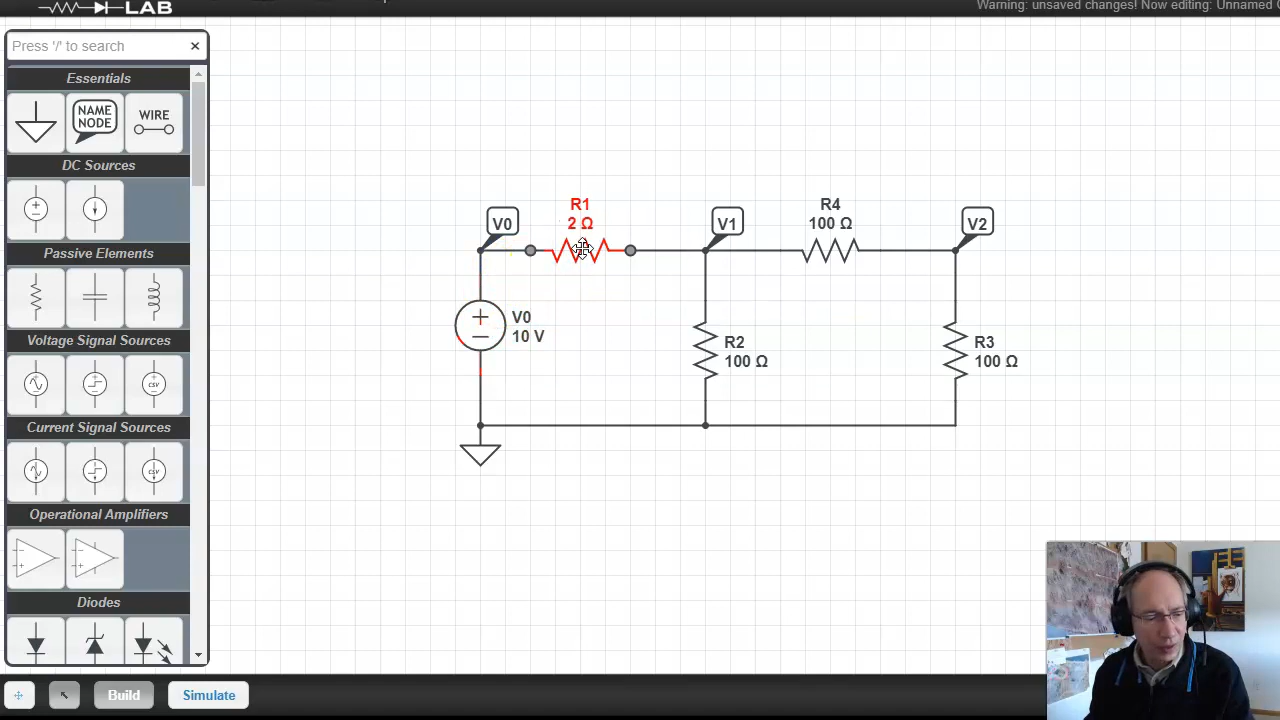 LAB
Warning: unsaved changes! Now editing: Unnamed
Press '/' to search ×
Essentials
NAME
NODE
WIRE
DC Sources
Passive Elements
Voltage Signal Sources
CSV
Current Signal Sources
CSV
Operational Amplifiers
Diodes
Build
Simulate
R1
2 Ω
R4
100 Ω
V0
V1
V2
V0
10 V
R2
100 Ω
R3
100 Ω